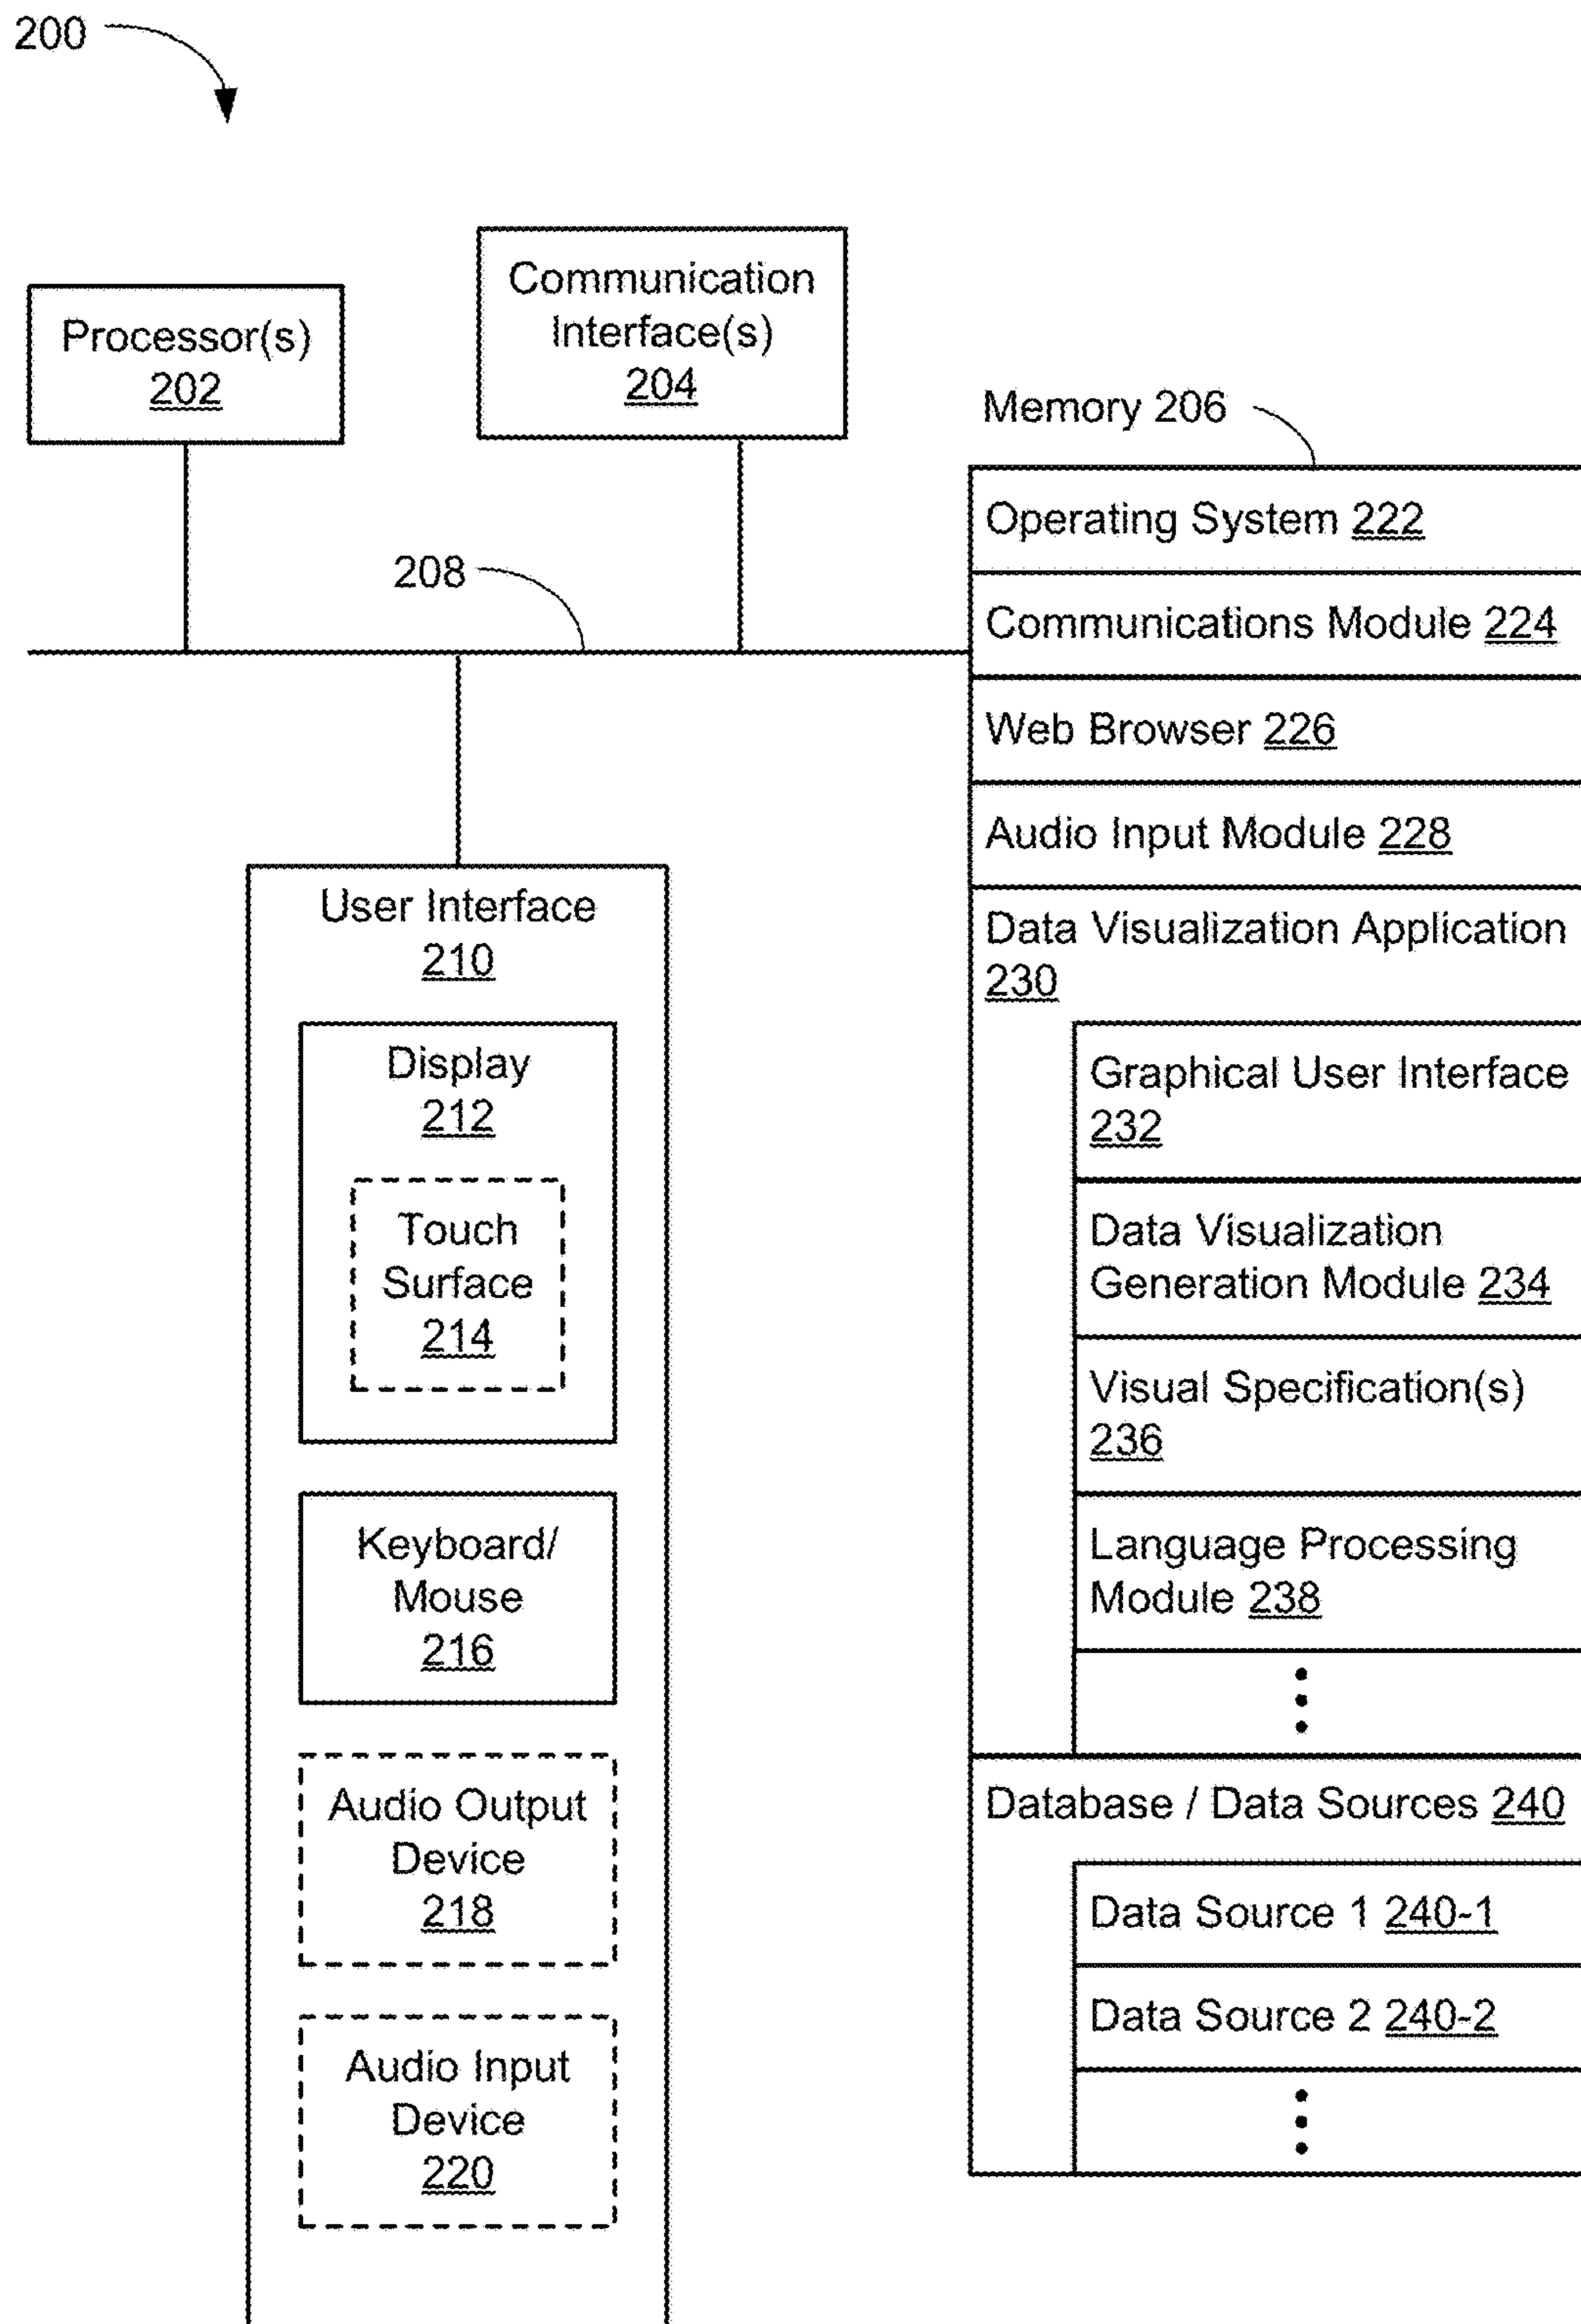 200
Processor(s)
202
Communication
Interface(s)
204
Memory 206
208
Operating System 222
Communications Module 224
Web Browser 226
Audio Input Module 228
Data Visualization Application
230
Graphical User Interface
232
Data Visualization
Generation Module 234
Visual Specification(s)
236
Language Processing
Module 238
Database / Data Sources 240
Data Source 1 240-1
Data Source 2 240-2
User Interface
210
Display
212
Touch
Surface
214
Keyboard/
Mouse
216
Audio Output
Device
218
Audio Input
Device
220